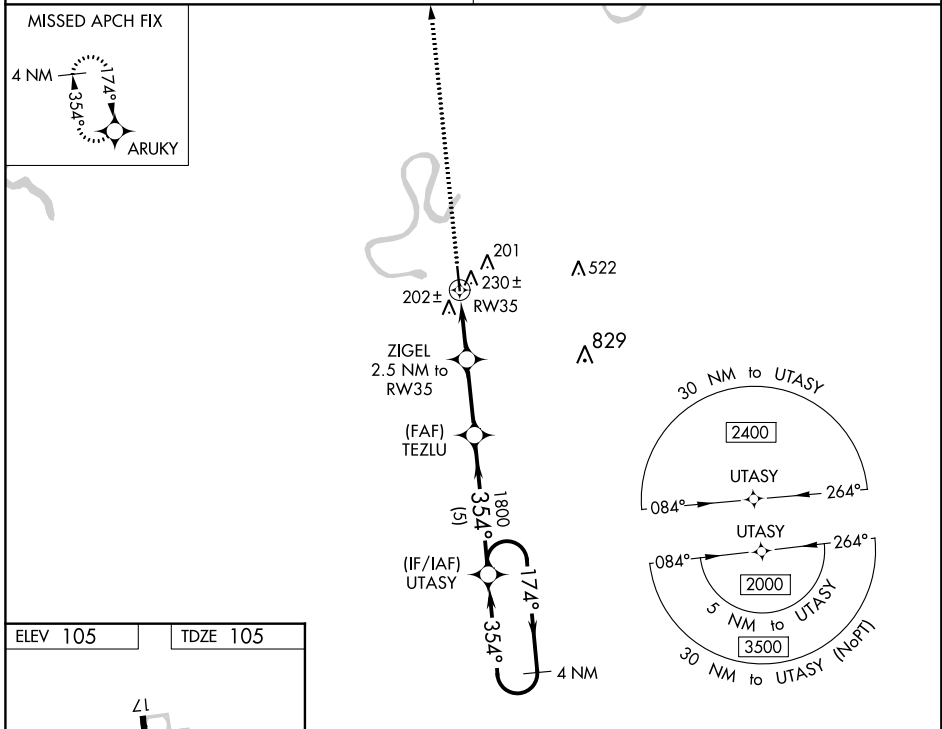 MISSED APCH FIX
4 NM
174°
354°
ARUKY
201
230±
522
202±
RW35
829
ZIGEL
2.5 NM to
RW35
(FAF)
TEZLU
1800
354°
(5)
(IF/IAF)
UTASY
174°
354°
4 NM
30 NM to UTASY
2400
UTASY
084°
264°
UTASY
084°
264°
2000
5 NM to UTASY
3500
30 NM to UTASY (NoPT)
ELEV 105
TDZE 105
17